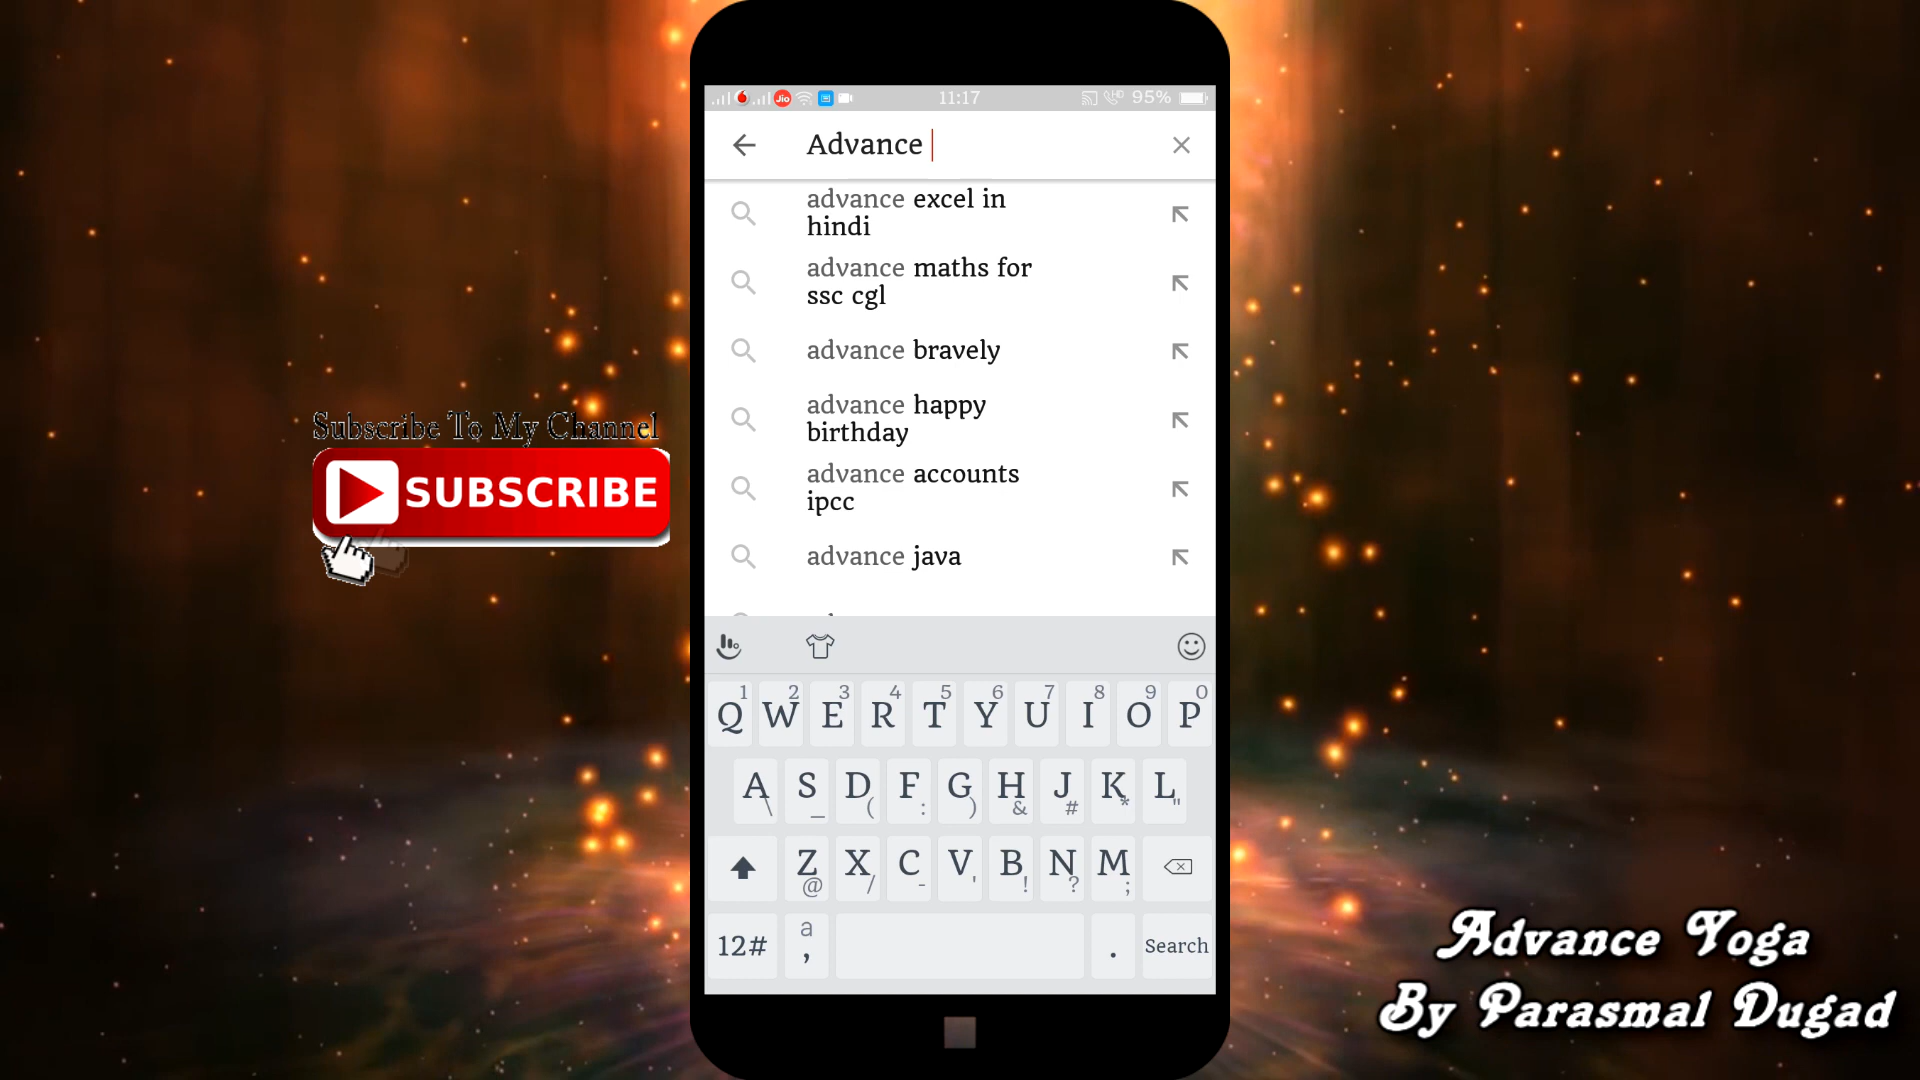 Jio
11:17
HD
95%
Advance
advance excel in
hindi
advance maths for
ssc cgl
advance bravely
advance happy
birthday
advance accounts
ipcc
advance java
1 2 3 4 5 6 7 8 9 0
Q W E R T Y U I O P
A S D F G H J K L
\ _ ( : ) & # * "
Z X C V B N M
@ / - ' ! ? ;
12# a , . Search
Subscribe To My Channel
SUBSCRIBE
Advance Yoga
By Parasmal Dugad